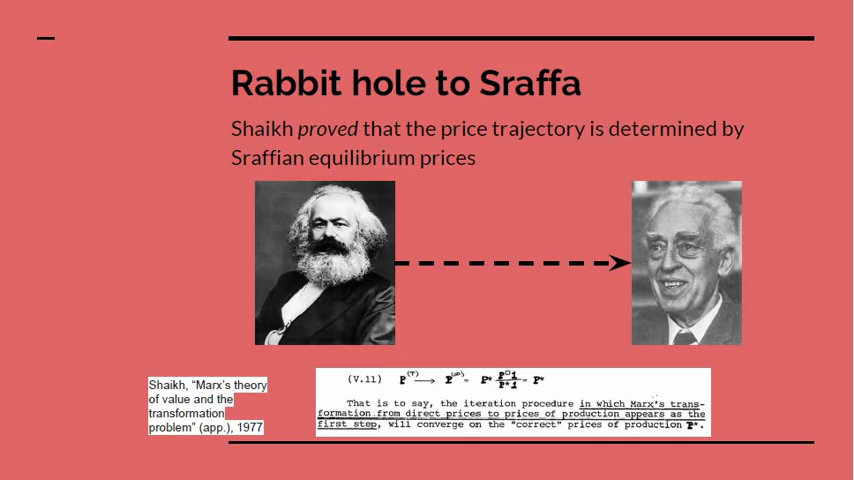 Rabbit hole to Sraffa
Shaikh proved that the price trajectory is determined by
Sraffian equilibrium prices
(V.11) P(T) → P(∞) = P* P⁰1/P*1 = P*
That is to say, the iteration procedure in which Marx's trans-
formation from direct prices to prices of production appears as the
first step, will converge on the "correct" prices of production P*.
Shaikh, “Marx’s theory
of value and the
transformation
problem” (app.), 1977